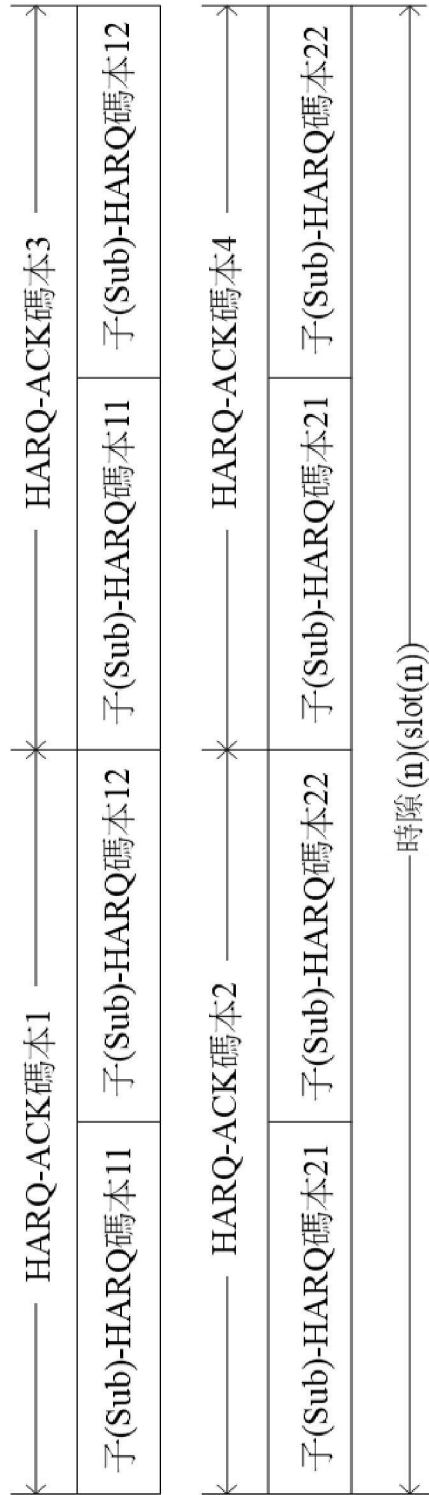 HARQ-ACK碼本1
HARQ-ACK碼本3
子(Sub)-HARQ碼本11
子(Sub)-HARQ碼本12
子(Sub)-HARQ碼本11
子(Sub)-HARQ碼本12
HARQ-ACK碼本2
HARQ-ACK碼本4
子(Sub)-HARQ碼本21
子(Sub)-HARQ碼本22
子(Sub)-HARQ碼本21
子(Sub)-HARQ碼本22
時隙(n)(slot(n))